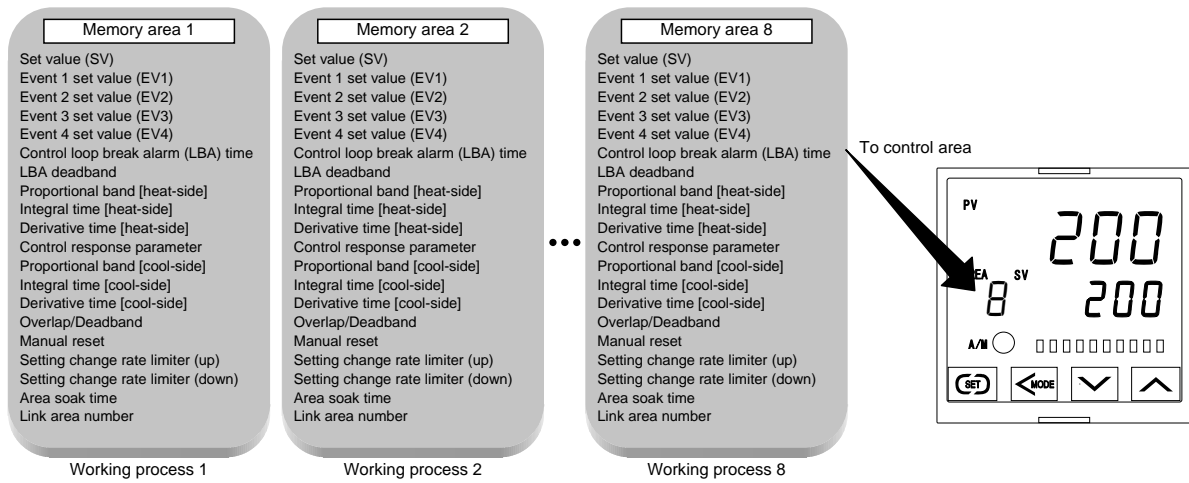 Memory area 1
Set value (SV)
Event 1 set value (EV1)
Event 2 set value (EV2)
Event 3 set value (EV3)
Event 4 set value (EV4)
Control loop break alarm (LBA) time
LBA deadband
Proportional band [heat-side]
Integral time [heat-side]
Derivative time [heat-side]
Control response parameter
Proportional band [cool-side]
Integral time [cool-side]
Derivative time [cool-side]
Overlap/Deadband
Manual reset
Setting change rate limiter (up)
Setting change rate limiter (down)
Area soak time
Link area number
Working process 1
Memory area 2
Set value (SV)
Event 1 set value (EV1)
Event 2 set value (EV2)
Event 3 set value (EV3)
Event 4 set value (EV4)
Control loop break alarm (LBA) time
LBA deadband
Proportional band [heat-side]
Integral time [heat-side]
Derivative time [heat-side]
Control response parameter
Proportional band [cool-side]
Integral time [cool-side]
Derivative time [cool-side]
Overlap/Deadband
Manual reset
Setting change rate limiter (up)
Setting change rate limiter (down)
Area soak time
Link area number
Working process 2
•••
Memory area 8
Set value (SV)
Event 1 set value (EV1)
Event 2 set value (EV2)
Event 3 set value (EV3)
Event 4 set value (EV4)
Control loop break alarm (LBA) time
LBA deadband
Proportional band [heat-side]
Integral time [heat-side]
Derivative time [heat-side]
Control response parameter
Proportional band [cool-side]
Integral time [cool-side]
Derivative time [cool-side]
Overlap/Deadband
Manual reset
Setting change rate limiter (up)
Setting change rate limiter (down)
Area soak time
Link area number
Working process 8
To control area
PV
200
SV
8 200
A/M
SET MODE